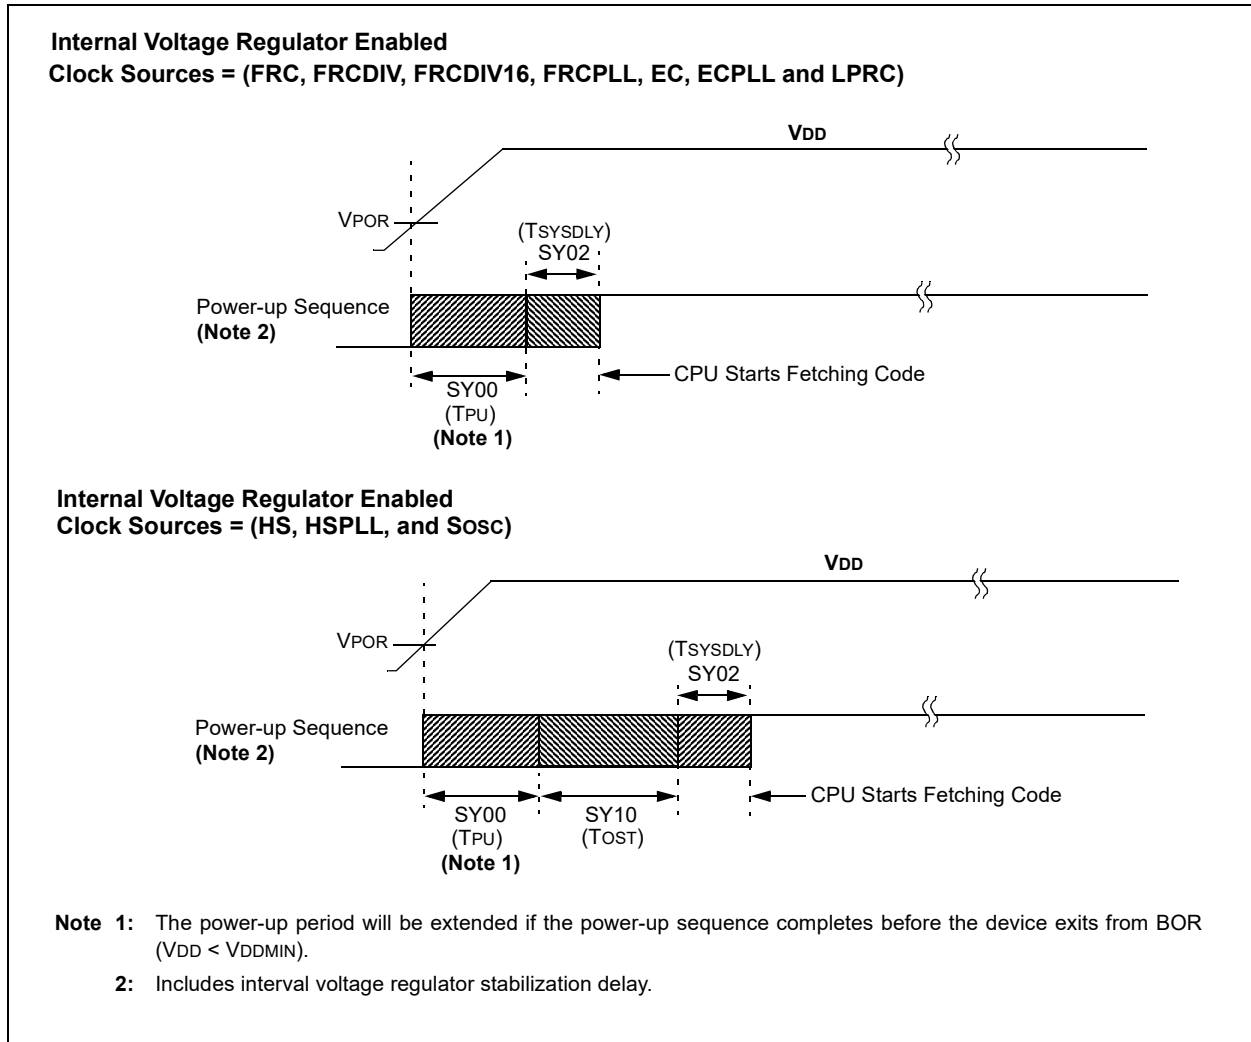 Internal Voltage Regulator Enabled
Clock Sources = (FRC, FRCDIV, FRCDIV16, FRCPLL, EC, ECPLL and LPRC)
VDD
VPOR
(TSYSDLY)
SY02
Power-up Sequence
(Note 2)
CPU Starts Fetching Code
SY00
(TPU)
(Note 1)
Internal Voltage Regulator Enabled
Clock Sources = (HS, HSPLL, and SOSC)
VDD
VPOR
(TSYSDLY)
SY02
Power-up Sequence
(Note 2)
CPU Starts Fetching Code
SY00
(TPU)
(Note 1)
SY10
(TOST)
Note 1: The power-up period will be extended if the power-up sequence completes before the device exits from BOR
(VDD < VDDMIN).
2: Includes interval voltage regulator stabilization delay.